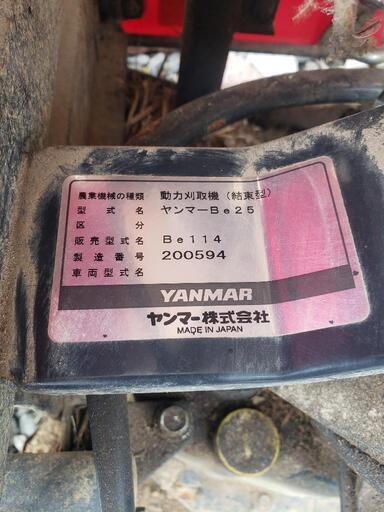 農業機械の種類 動力刈取機（結束型）
型式名 ヤンマーBe25
区分
販売型式名 Be114
製造番号 200594
車両型式名
YANMAR
ヤンマー株式会社
MADE IN JAPAN